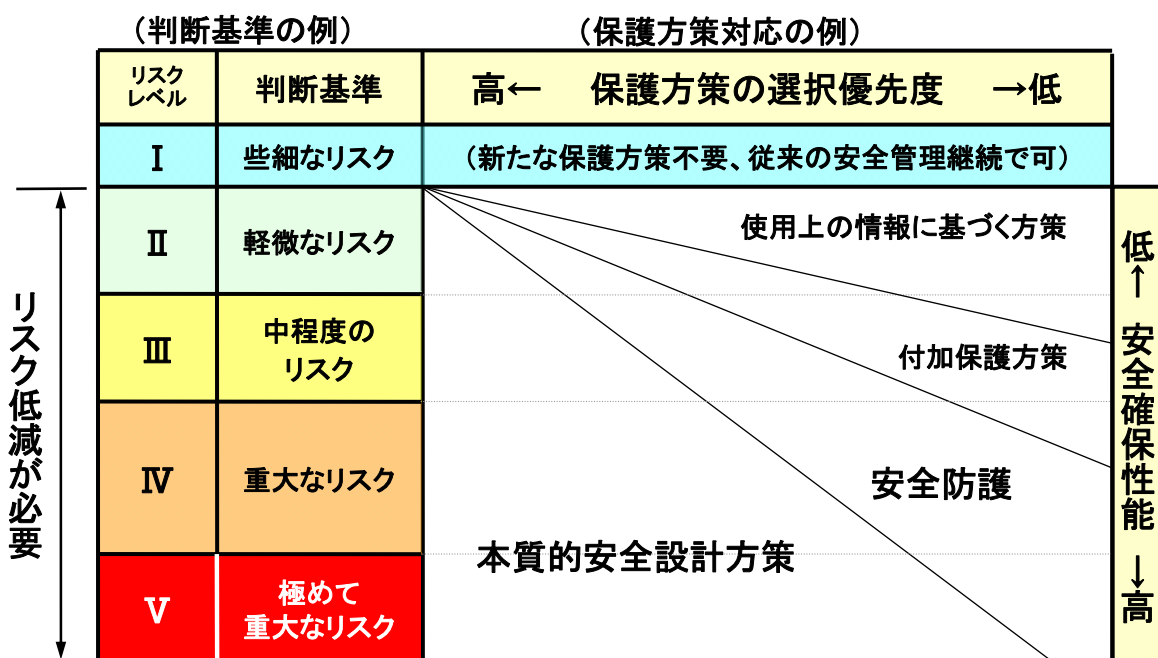 (判断基準の例)
(保護方策対応の例)
リスク
レベル
判断基準
高← 保護方策の選択優先度 →低
Ⅰ
些細なリスク
(新たな保護方策不要、従来の安全管理継続で可)
Ⅱ
軽微なリスク
使用上の情報に基づく方策
Ⅲ
中程度の
リスク
付加保護方策
Ⅳ
重大なリスク
安全防護
本質的安全設計方策
Ⅴ
極めて
重大なリスク
リスク低減が必要
低← 安全確保性能 →高